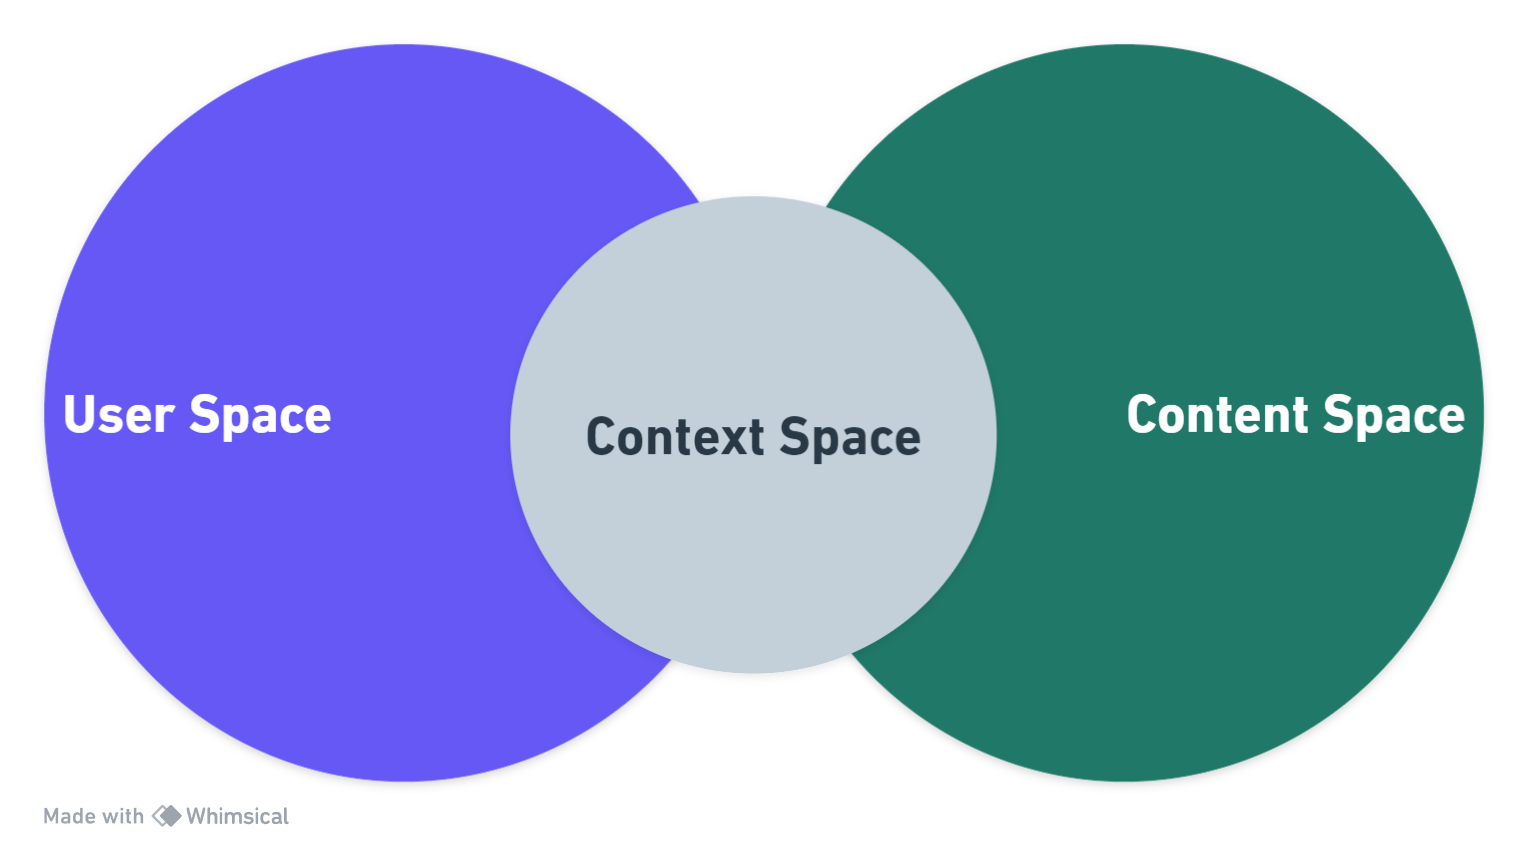 User Space
Context Space
Content Space
Made with Whimsical